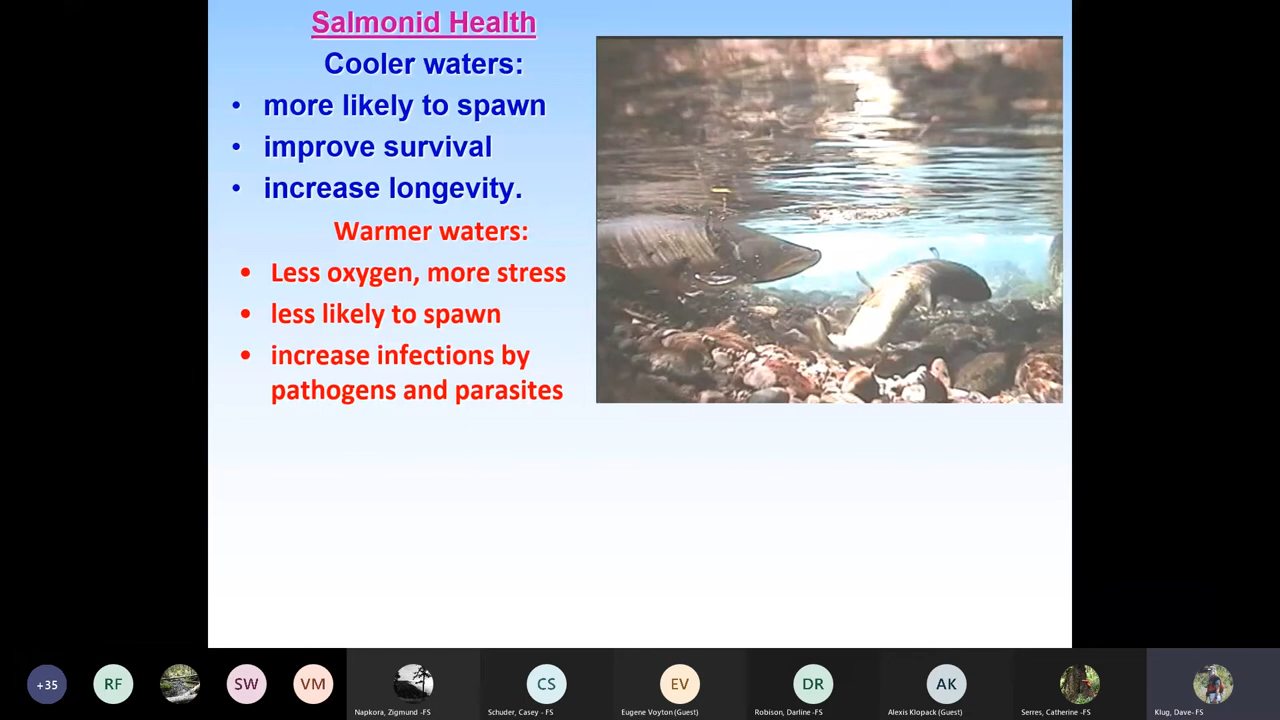 Salmonid Health
Cooler waters:
• more likely to spawn
• improve survival
• increase longevity.
Warmer waters:
• Less oxygen, more stress
• less likely to spawn
• increase infections by
pathogens and parasites
+35
RF
SW
VM
CS
EV
DR
AK
Napkora, Zigmund -FS
Schuder, Casey - FS
Eugene Voyton (Guest)
Robison, Darline -FS
Alexis Klopack (Guest)
Serres, Catherine -FS
Klug, Dave- FS